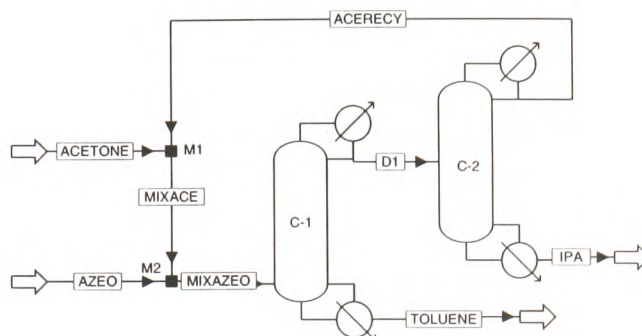 ACERECY
ACETONE
M1
MIXACE
C-1
D1
C-2
M2
AZEO
MIXAZEO
IPA
TOLUENE